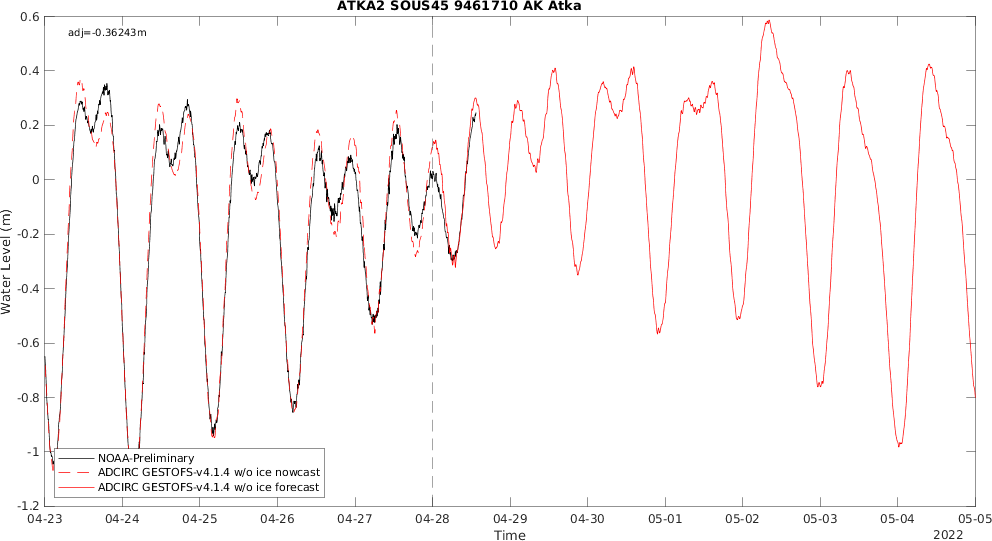 ATKA2 SOUS45 9461710 AK Atka
adj=-0.36243m
0.6
0.4
0.2
0
-0.2
-0.4
-0.6
-0.8
-1
-1.2
Water Level (m)
NOAA-Preliminary
ADCIRC GESTOFS-v4.1.4 w/o ice nowcast
ADCIRC GESTOFS-v4.1.4 w/o ice forecast
04-23 04-24 04-25 04-26 04-27 04-28 04-29 04-30 05-01 05-02 05-03 05-04 05-05
Time
2022